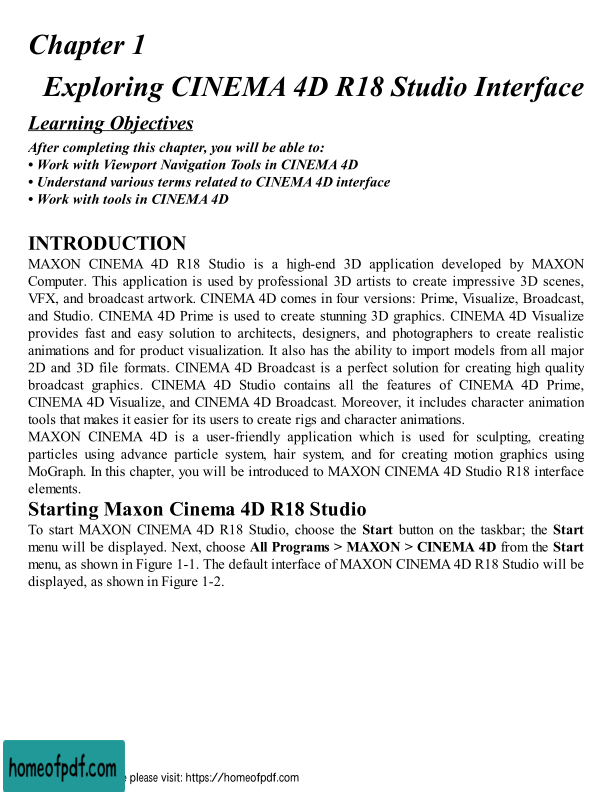 Chapter 1
Exploring CINEMA 4D R18 Studio Interface
Learning Objectives
After completing this chapter, you will be able to:
• Work with Viewport Navigation Tools in CINEMA 4D
• Understand various terms related to CINEMA 4D interface
• Work with tools in CINEMA 4D
INTRODUCTION
MAXON CINEMA 4D R18 Studio is a high-end 3D application developed by MAXON
Computer. This application is used by professional 3D artists to create impressive 3D scenes,
VFX, and broadcast artwork. CINEMA 4D comes in four versions: Prime, Visualize, Broadcast,
and Studio. CINEMA 4D Prime is used to create stunning 3D graphics. CINEMA 4D Visualize
provides fast and easy solution to architects, designers, and photographers to create realistic
animations and for product visualization. It also has the ability to import models from all major
2D and 3D file formats. CINEMA 4D Broadcast is a perfect solution for creating high quality
broadcast graphics. CINEMA 4D Studio contains all the features of CINEMA 4D Prime,
CINEMA 4D Visualize, and CINEMA 4D Broadcast. Moreover, it includes character animation
tools that makes it easier for its users to create rigs and character animations.
MAXON CINEMA 4D is a user-friendly application which is used for sculpting, creating
particles using advance particle system, hair system, and for creating motion graphics using
MoGraph. In this chapter, you will be introduced to MAXON CINEMA 4D Studio R18 interface
elements.
Starting Maxon Cinema 4D R18 Studio
To start MAXON CINEMA 4D R18 Studio, choose the Start button on the taskbar; the Start
menu will be displayed. Next, choose All Programs > MAXON > CINEMA 4D from the Start
menu, as shown in Figure 1-1. The default interface of MAXON CINEMA 4D R18 Studio will be
displayed, as shown in Figure 1-2.
homeofpdf.com
please visit: https://homeofpdf.com